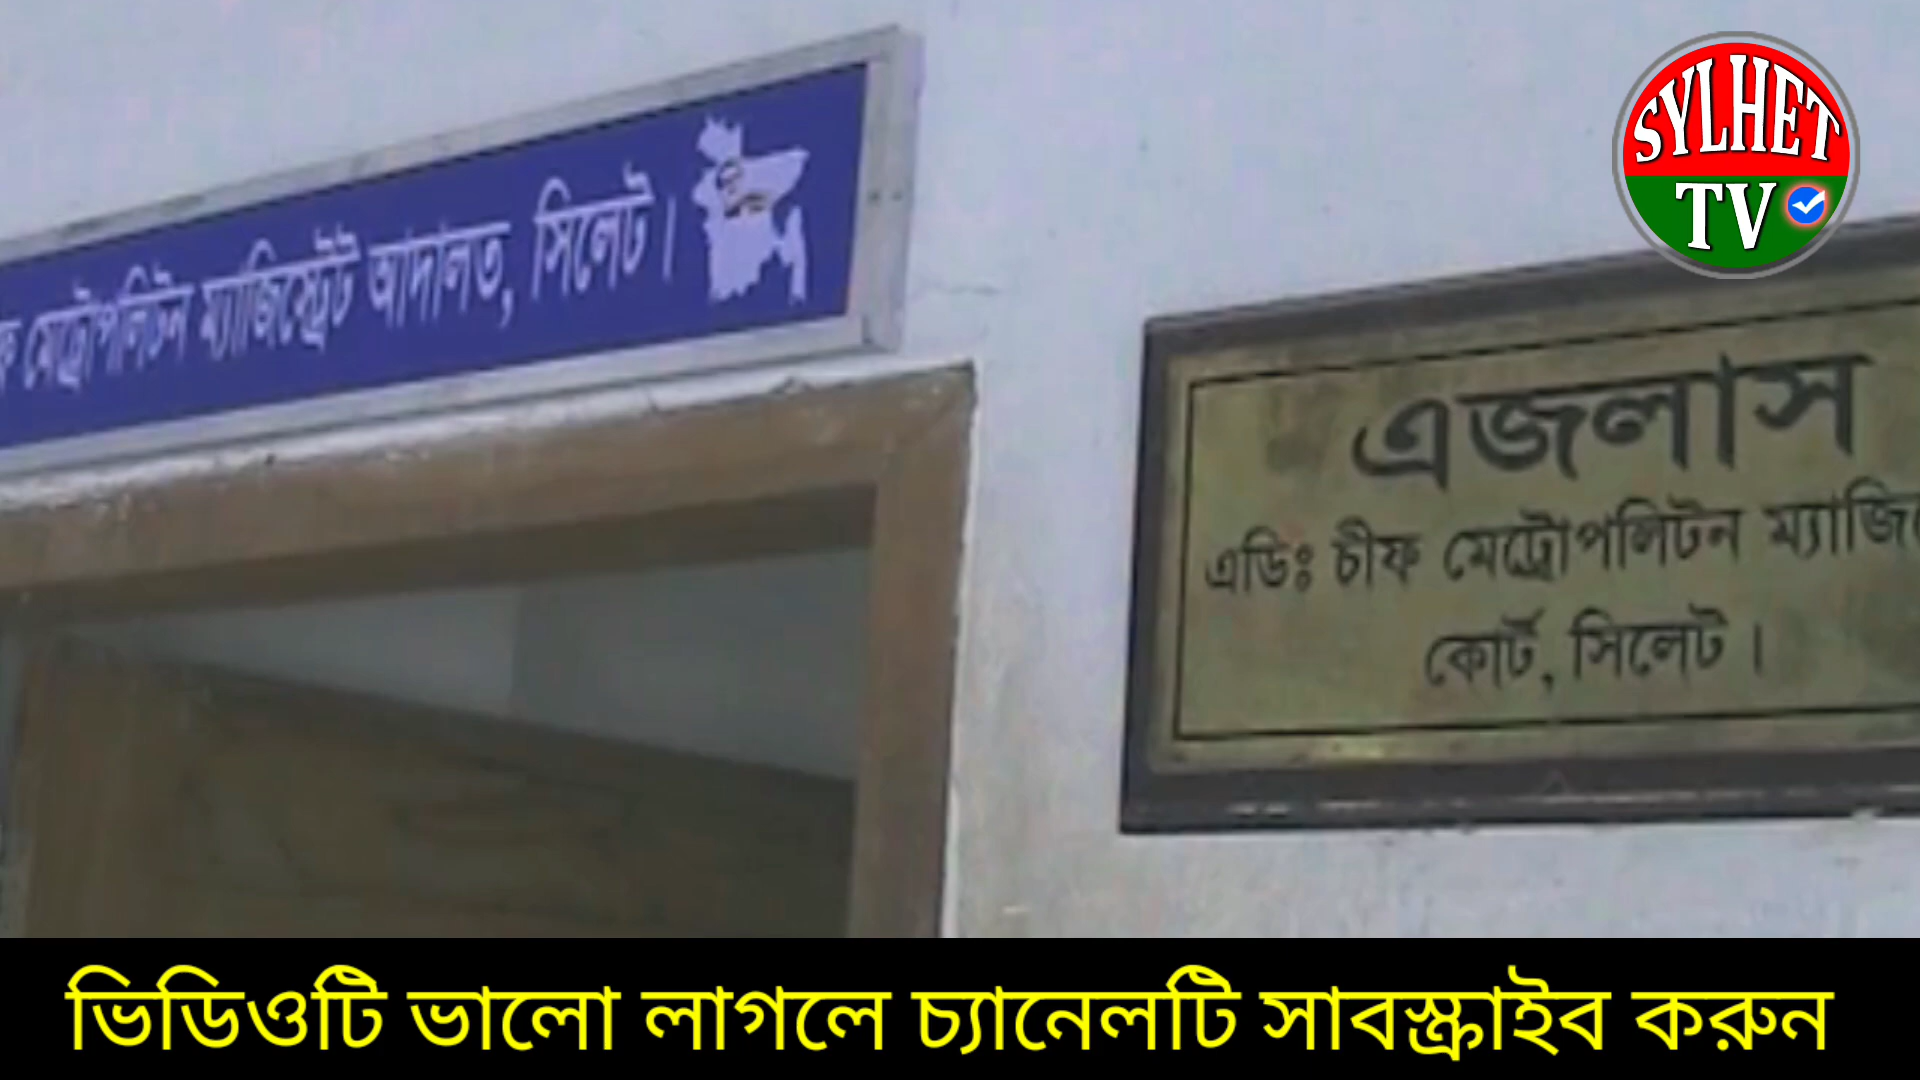 মেট্রোপলিটন ম্যাজিস্ট্রেট আদালত, সিলেট।
SYLHET
TV
এজলাস
এডিঃ চীফ মেট্রোপলিটন
কোর্ট, সিলেট।
ভিডিওটি ভালো লাগলে চ্যানেলটি সাবস্ক্রাইব করুন